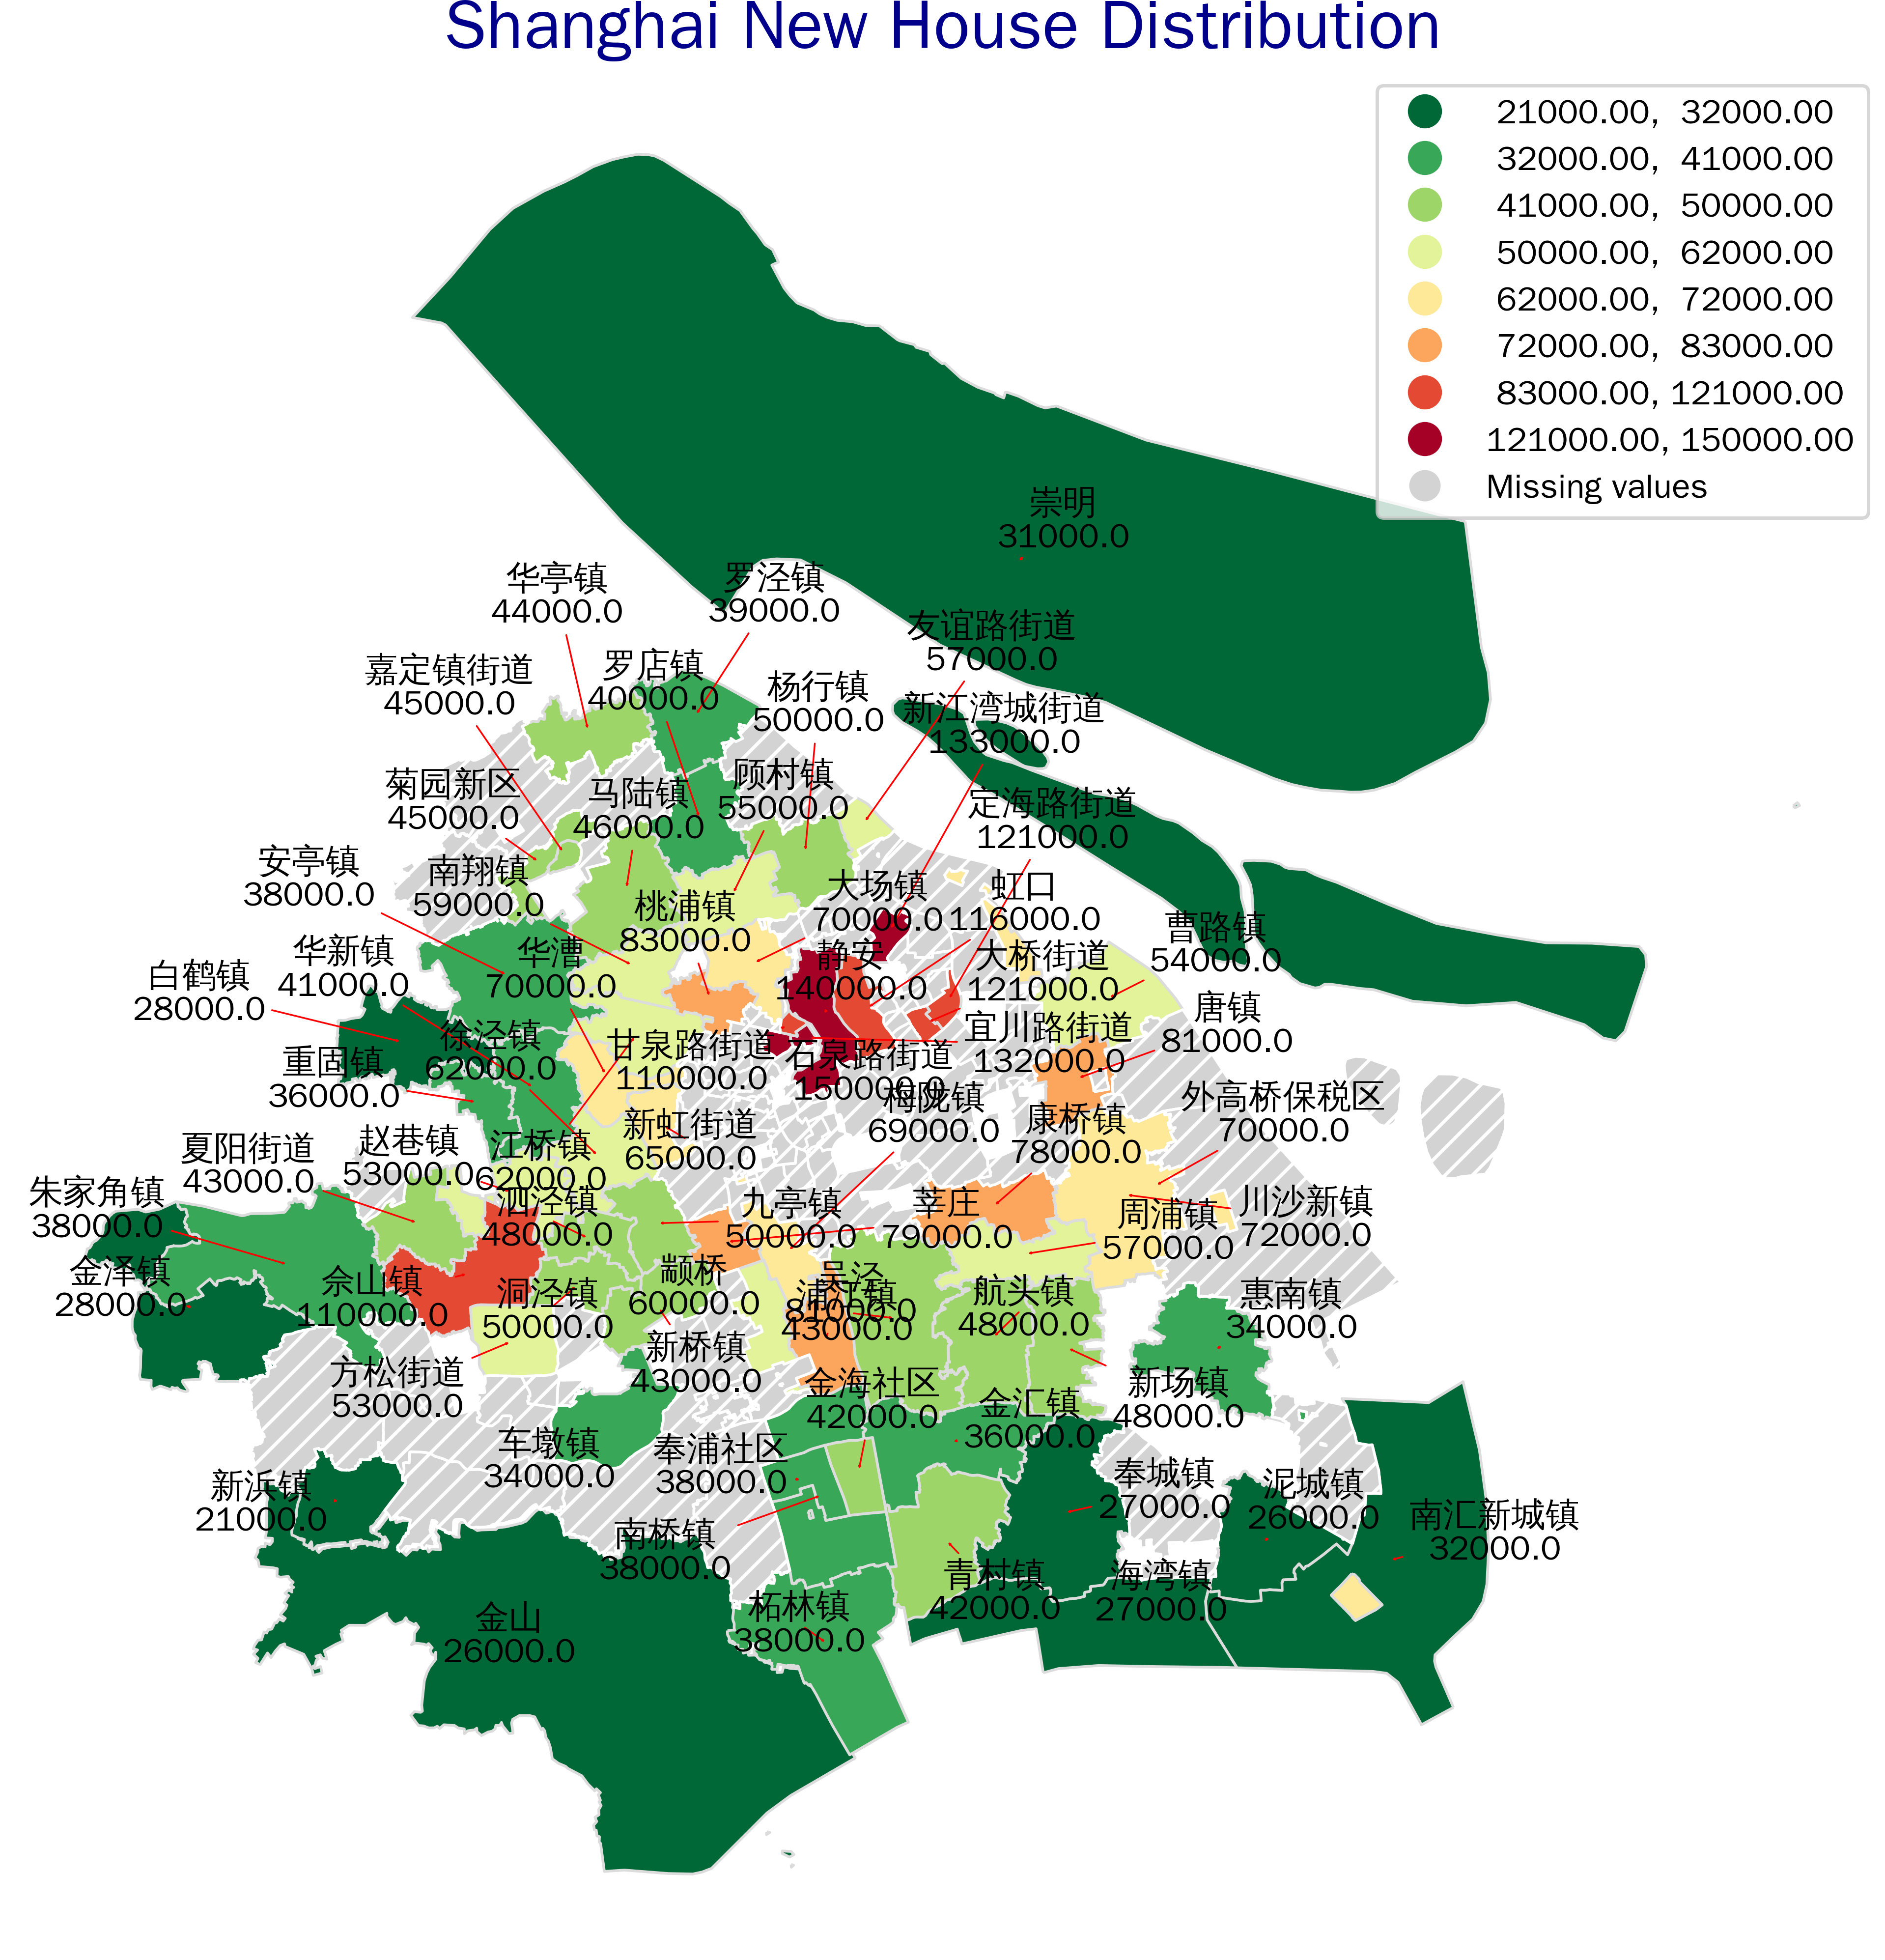 Shanghai New House Distribution
21000.00, 32000.00
32000.00, 41000.00
41000.00, 50000.00
50000.00, 62000.00
62000.00, 72000.00
72000.00, 83000.00
83000.00, 121000.00
121000.00, 150000.00
Missing values
崇明
31000.0
华亭镇
44000.0
罗泾镇
39000.0
友谊路街道
57000.0
嘉定镇街道
45000.0
罗店镇
40000.0
杨行镇
50000.0
新江湾城街道
133000.0
菊园新区
45000.0
马陆镇
46000.0
顾村镇
55000.0
定海路街道
121000.0
安亭镇
38000.0
南翔镇
59000.0
桃浦镇
83000.0
大场镇
70000.0
虹口
116000.0
曹路镇
54000.0
白鹤镇
28000.0
华新镇
41000.0
华漕
70000.0
静安
140000.0
大桥街道
121000.0
唐镇
81000.0
重固镇
36000.0
徐泾镇
62000.0
甘泉路街道
110000.0
石泉路街道
150000.0
宜川路街道
132000.0
梅陇镇
69000.0
康桥镇
78000.0
外高桥保税区
70000.0
夏阳街道
43000.0
赵巷镇
53000.0
江桥镇
62000.0
新虹街道
65000.0
朱家角镇
38000.0
泗泾镇
48000.0
九亭镇
50000.0
莘庄
79000.0
周浦镇
57000.0
川沙新镇
72000.0
金泽镇
28000.0
佘山镇
110000.0
洞泾镇
50000.0
颛桥
60000.0
吴泾
81000.0
浦江镇
43000.0
航头镇
48000.0
惠南镇
34000.0
方松街道
53000.0
新桥镇
43000.0
金海社区
42000.0
金汇镇
36000.0
新场镇
48000.0
车墩镇
34000.0
奉浦社区
38000.0
新浜镇
21000.0
南桥镇
38000.0
奉城镇
27000.0
泥城镇
26000.0
南汇新城镇
32000.0
青村镇
42000.0
海湾镇
27000.0
金山
26000.0
柘林镇
38000.0